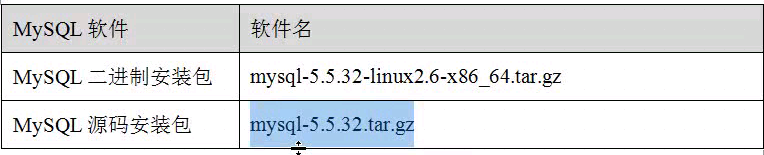 MySQL 软件 软件名
MySQL 二进制安装包 mysql-5.5.32-linux2.6-x86_64.tar.gz
MySQL 源码安装包 mysql-5.5.32.tar.gz